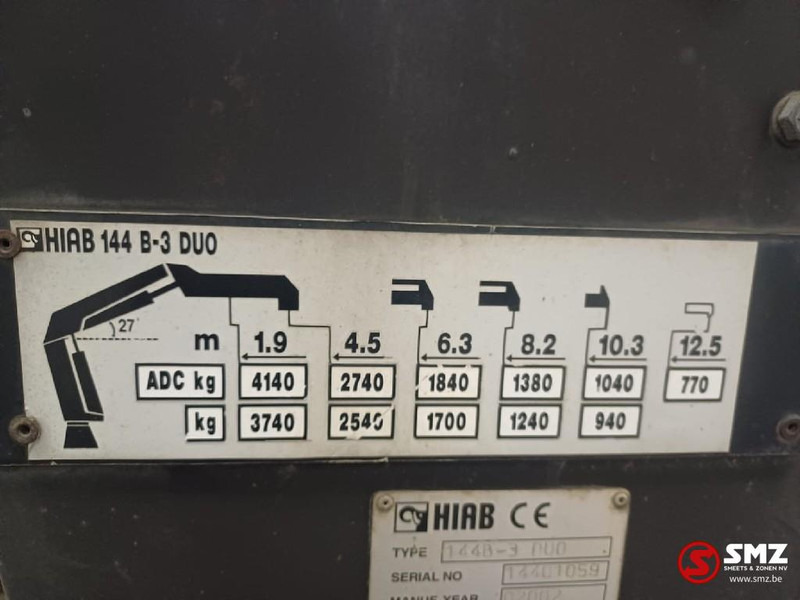 HIAB 144 B-3 DUO
27°
m 1.9 4.5 6.3 8.2 10.3 12.5
ADC kg 4140 2740 1840 1380 1040 770
kg 3740 2540 1700 1240 940
HIAB CE
TYPE 144B-3 DUO
SERIAL NO 14401059
MANUF YEAR
SMZ
SHEETS & ZONEN NV
www.smz.be